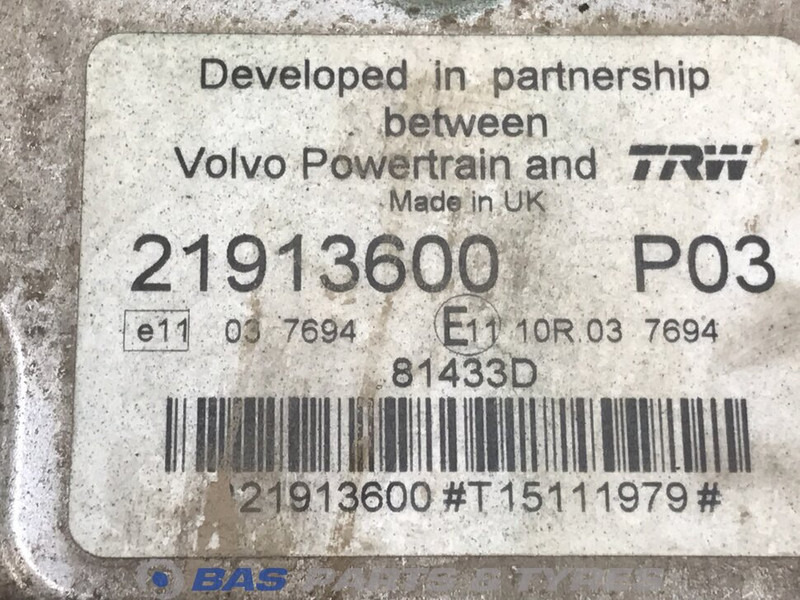 Developed in partnership
between
Volvo Powertrain and TRW
Made in UK
21913600 P03
e11 03 7694 E11 10R.03 7694
81433D
21913600#T15111979#
BAS PARTS & TYRES